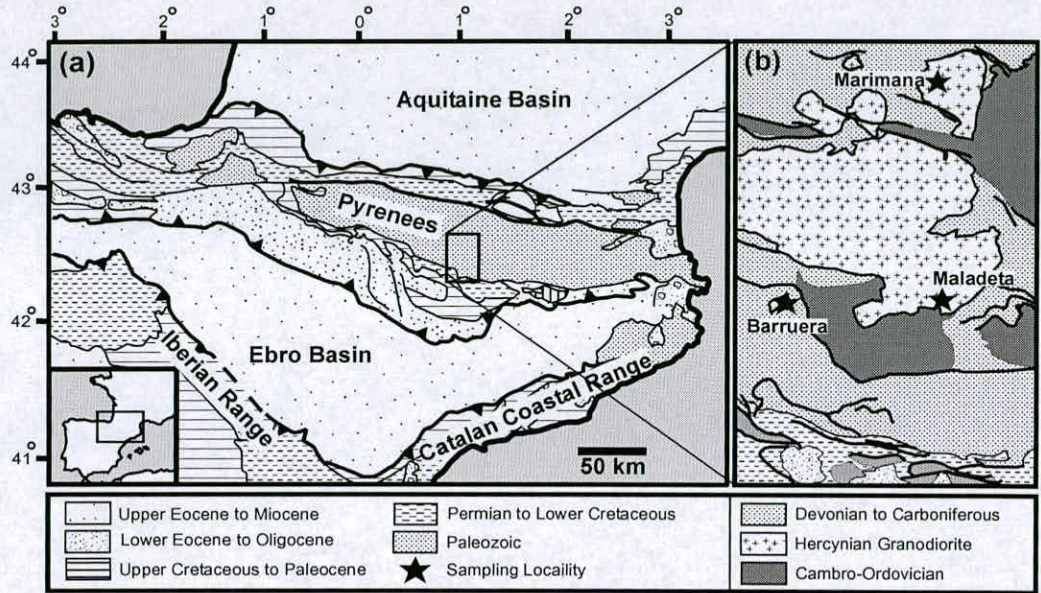 3° 2° 1° 0° 1° 2° 3°
44°
43°
42°
41°
(a)
Aquitaine Basin
Pyrenees
Ebro Basin
Iberian Range
Catalan Coastal Range
50 km
(b)
Marimana
Maladeta
Barruera
Upper Eocene to Miocene
Lower Eocene to Oligocene
Upper Cretaceous to Paleocene
Permian to Lower Cretaceous
Paleozoic
Sampling Locaility
Devonian to Carboniferous
Hercynian Granodiorite
Cambro-Ordovician